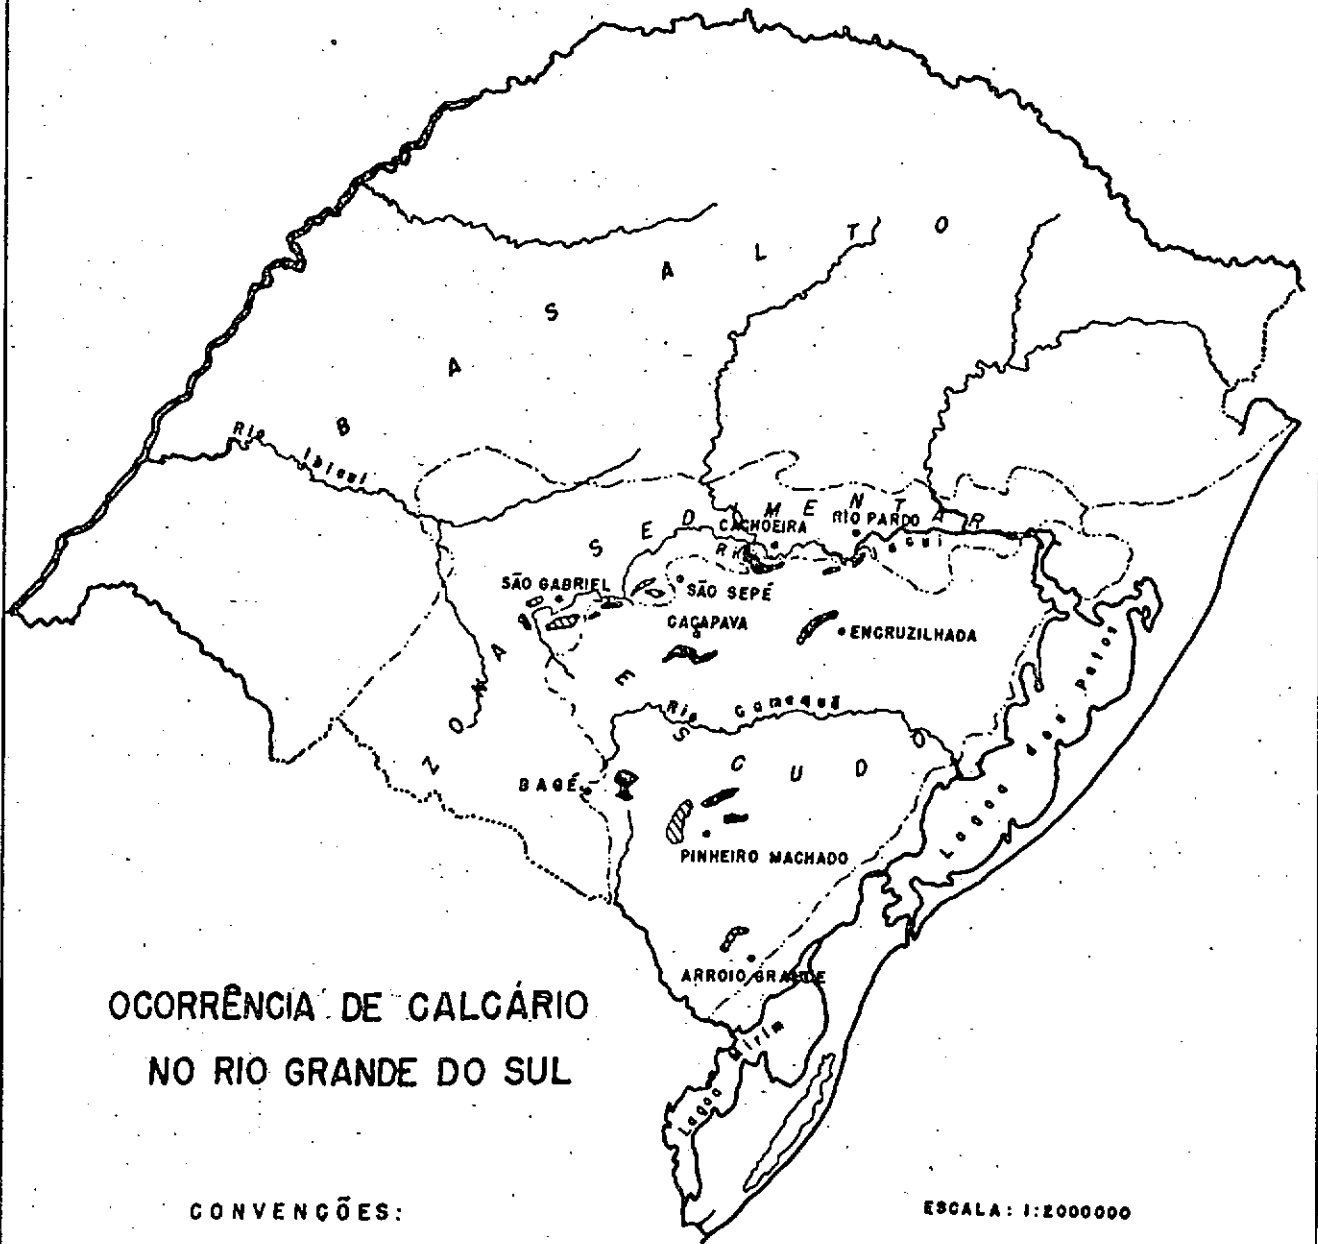 BASALTO
Rio Ibicuí
ZONA SEDIMENTAR
CACHOEIRA
RIO PARDO
Rio Jacuí
SÃO GABRIEL
SÃO SEPÉ
CAÇAPAVA
ENCRUZILHADA
ESCUDO
Rio Camaquã
BAGÉ
PINHEIRO MACHADO
Lagoa dos Patos
ARROIO GRANDE
Lagoa Mirim
OCORRÊNCIA DE CALCÁRIO
NO RIO GRANDE DO SUL
CONVENÇÕES:
ESCALA: 1:2000000